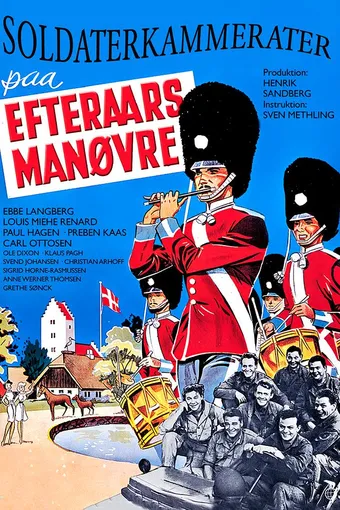 SOLDATERKAMMERATER
paa
EFTERAARS
MANØVRE
Produktion:
HENRIK
SANDBERG
Instruktion:
SVEN METHLING
EBBE LANGBERG
LOUIS MIEHE RENARD
PAUL HAGEN · PREBEN KAAS
CARL OTTOSEN
OLE DIXON · KLAUS PAGH
SVEND JOHANSEN · CHRISTIAN ARHOFF
SIGRID HORNE-RASMUSSEN
ANNE WERNER THOMSEN
GRETHE SØNCK.